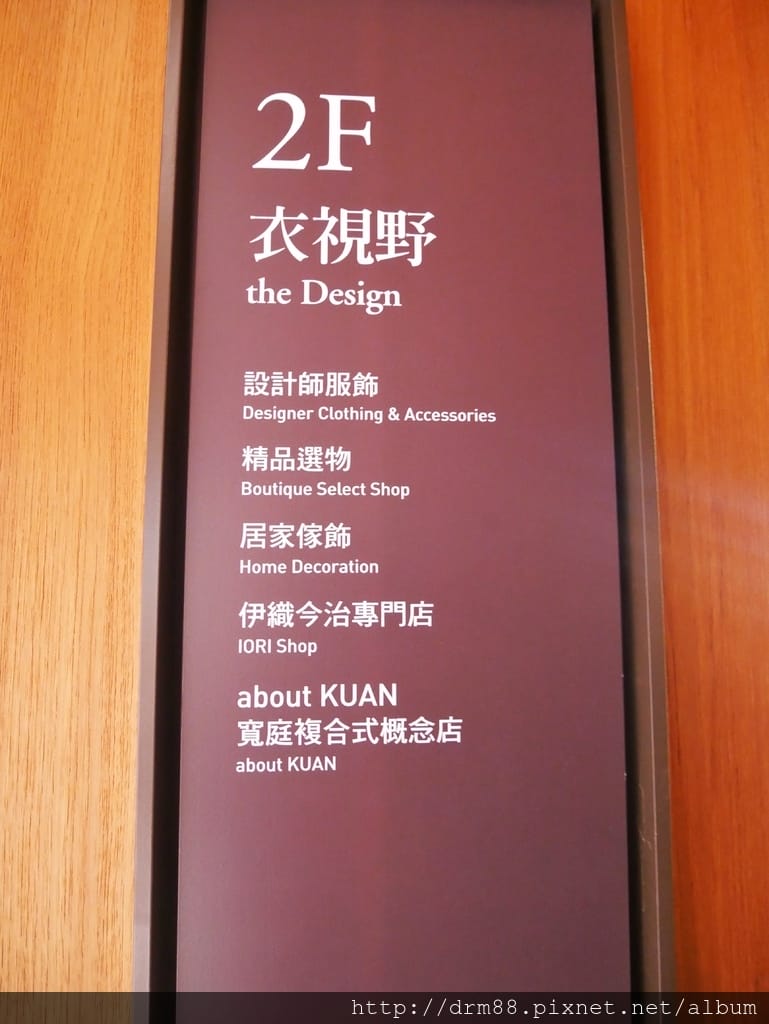 2F
衣視野
the Design
設計師服飾
Designer Clothing & Accessories
精品選物
Boutique Select Shop
居家傢飾
Home Decoration
伊織今治專門店
IORI Shop
about KUAN
寬庭複合式概念店
about KUAN
http://drm88.pixnet.net/album